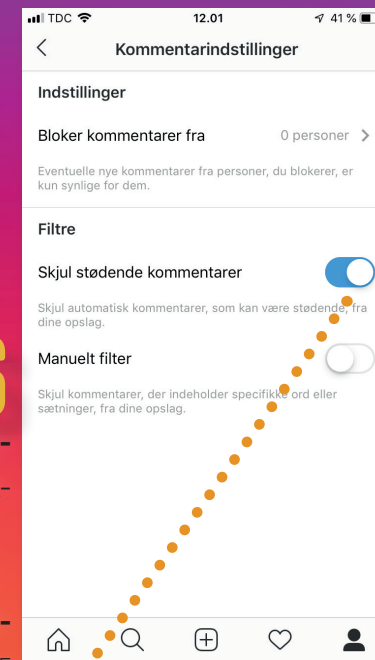 TDC 12.01 41 %
Kommentarindstillinger
Indstillinger
Bloker kommentarer fra 0 personer
Eventuelle nye kommentarer fra personer, du blokerer, er
kun synlige for dem.
Filtre
Skjul stødende kommentarer
Skjul automatisk kommentarer, som kan være stødende, fra
dine opslag.
Manuelt filter
Skjul kommentarer, der indeholder specifikke ord eller
sætninger, fra dine opslag.